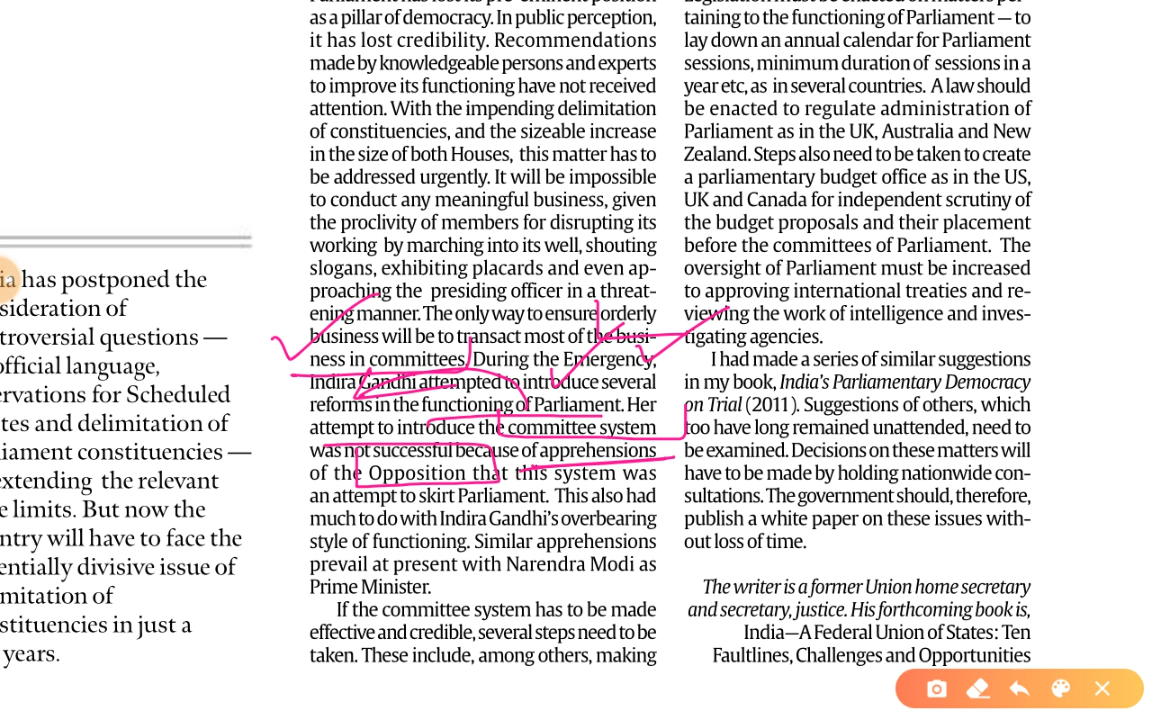 as a pillar of democracy. In public perception,
it has lost credibility. Recommendations
made by knowledgeable persons and experts
to improve its functioning have not received
attention. With the impending delimitation
of constituencies, and the sizeable increase
in the size of both Houses, this matter has to
be addressed urgently. It will be impossible
to conduct any meaningful business, given
the proclivity of members for disrupting its
working by marching into its well, shouting
slogans, exhibiting placards and even ap-
proaching the presiding officer in a threat-
ening manner. The only way to ensure orderly
business will be to transact most of the busi-
ness in committees. During the Emergency,
Indira Gandhi attempted to introduce several
reforms in the functioning of Parliament. Her
attempt to introduce the committee system
was not successful because of apprehensions
of the Opposition that this system was
an attempt to skirt Parliament. This also had
much to do with Indira Gandhi's overbearing
style of functioning. Similar apprehensions
prevail at present with Narendra Modi as
Prime Minister.
If the committee system has to be made
effective and credible, several steps need to be
taken. These include, among others, making
taining to the functioning of Parliament — to
lay down an annual calendar for Parliament
sessions, minimum duration of sessions in a
year etc, as in several countries. A law should
be enacted to regulate administration of
Parliament as in the UK, Australia and New
Zealand. Steps also need to be taken to create
a parliamentary budget office as in the US,
UK and Canada for independent scrutiny of
the budget proposals and their placement
before the committees of Parliament. The
oversight of Parliament must be increased
to approving international treaties and re-
viewing the work of intelligence and inves-
tigating agencies.
I had made a series of similar suggestions
in my book, India's Parliamentary Democracy
on Trial (2011). Suggestions of others, which
too have long remained unattended, need to
be examined. Decisions on these matters will
have to be made by holding nationwide con-
sultations. The government should, therefore,
publish a white paper on these issues with-
out loss of time.
The writer is a former Union home secretary
and secretary, justice. His forthcoming book is,
India—A Federal Union of States: Ten
Faultlines, Challenges and Opportunities
ia has postponed the
sideration of
troversial questions —
official language,
ervations for Scheduled
tes and delimitation of
liament constituencies —
extending the relevant
e limits. But now the
ntry will have to face the
entially divisive issue of
mitation of
stituencies in just a
years.